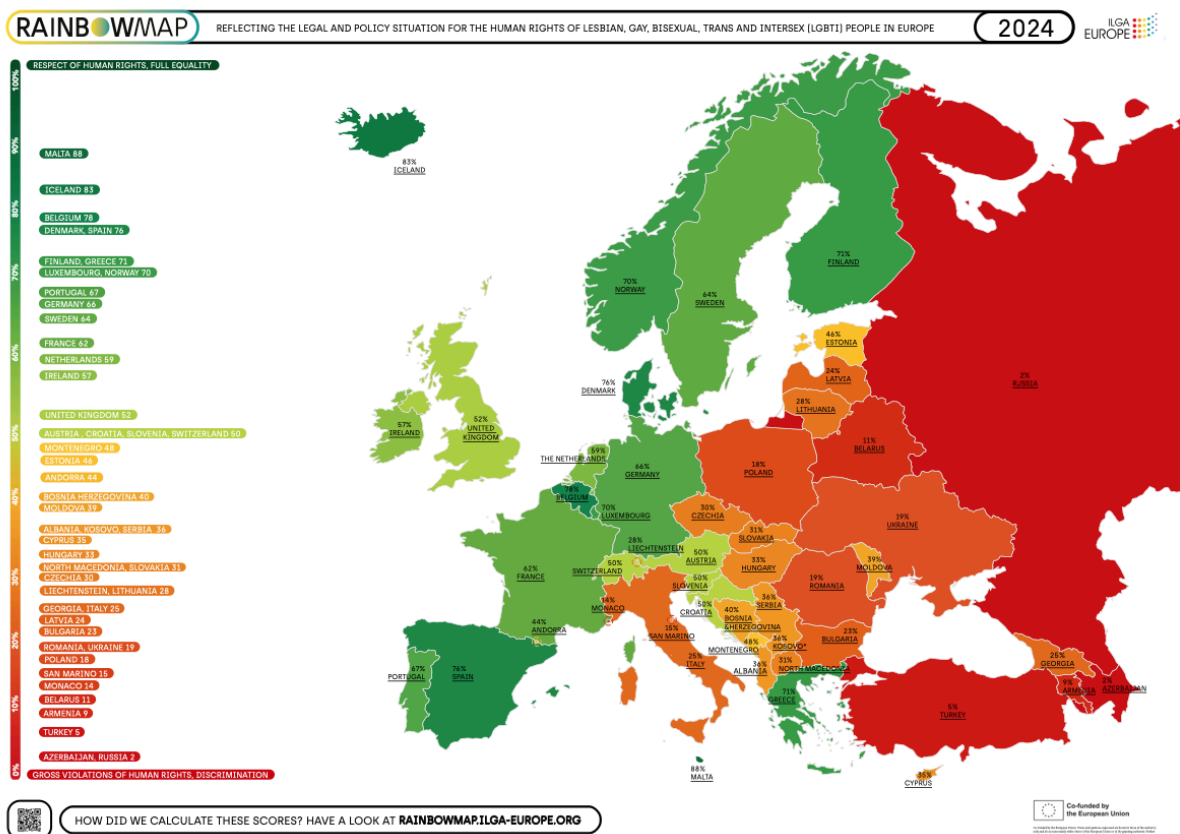 RAINBOWMAP
REFLECTING THE LEGAL AND POLICY SITUATION FOR THE HUMAN RIGHTS OF LESBIAN, GAY, BISEXUAL, TRANS AND INTERSEX (LGBTI) PEOPLE IN EUROPE
2024
ILGA
EUROPE
RESPECT OF HUMAN RIGHTS, FULL EQUALITY
100%
90%
80%
70%
60%
50%
40%
30%
20%
10%
0%
MALTA 88
ICELAND 83
BELGIUM 78
DENMARK, SPAIN 76
FINLAND, GREECE 71
LUXEMBOURG, NORWAY 70
PORTUGAL 67
GERMANY 66
SWEDEN 64
FRANCE 62
NETHERLANDS 59
IRELAND 57
UNITED KINGDOM 52
AUSTRIA , CROATIA, SLOVENIA, SWITZERLAND 50
MONTENEGRO 48
ESTONIA 46
ANDORRA 44
BOSNIA HERZEGOVINA 40
MOLDOVA 39
ALBANIA, KOSOVO, SERBIA 36
CYPRUS 35
HUNGARY 33
NORTH MACEDONIA, SLOVAKIA 31
CZECHIA 30
LIECHTENSTEIN, LITHUANIA 28
GEORGIA, ITALY 25
LATVIA 24
BULGARIA 23
ROMANIA, UKRAINE 19
POLAND 18
SAN MARINO 15
MONACO 14
BELARUS 11
ARMENIA 9
TURKEY 5
AZERBAIJAN, RUSSIA 2
GROSS VIOLATIONS OF HUMAN RIGHTS, DISCRIMINATION
83%
ICELAND
71%
FINLAND
70%
NORWAY
64%
SWEDEN
46%
ESTONIA
24%
LATVIA
28%
LITHUANIA
2%
RUSSIA
76%
DENMARK
57%
IRELAND
52%
UNITED
KINGDOM
59%
THE NETHERLANDS
66%
GERMANY
18%
POLAND
11%
BELARUS
78%
BELGIUM
70%
LUXEMBOURG
30%
CZECHIA
31%
SLOVAKIA
19%
UKRAINE
28%
LIECHTENSTEIN
50%
SWITZERLAND
50%
AUSTRIA
33%
HUNGARY
39%
MOLDOVA
62%
FRANCE
50%
SLOVENIA
19%
ROMANIA
14%
MONACO
50%
CROATIA
36%
SERBIA
40%
BOSNIA
&HERZEGOVINA
44%
ANDORRA
15%
SAN MARINO
48%
MONTENEGRO
36%
KOSOVO*
23%
BULGARIA
67%
PORTUGAL
76%
SPAIN
25%
ITALY
36%
ALBANIA
31%
NORTH MACEDONIA
25%
GEORGIA
71%
GREECE
5%
TURKEY
9%
ARMENIA
2%
AZERBAIJAN
88%
MALTA
35%
CYPRUS
HOW DID WE CALCULATE THESE SCORES? HAVE A LOOK AT RAINBOWMAP.ILGA-EUROPE.ORG
Co-funded by
the European Union